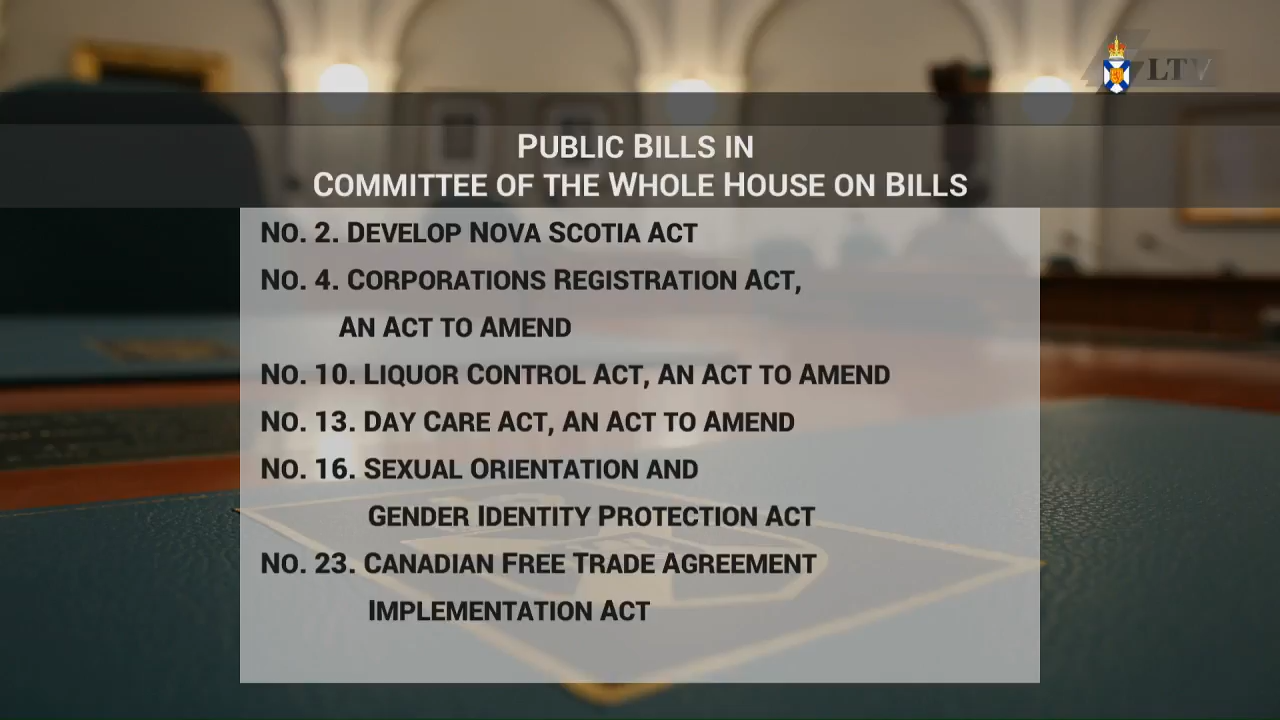 LTV
PUBLIC BILLS IN
COMMITTEE OF THE WHOLE HOUSE ON BILLS
NO. 2. DEVELOP NOVA SCOTIA ACT
NO. 4. CORPORATIONS REGISTRATION ACT,
AN ACT TO AMEND
NO. 10. LIQUOR CONTROL ACT, AN ACT TO AMEND
NO. 13. DAY CARE ACT, AN ACT TO AMEND
NO. 16. SEXUAL ORIENTATION AND
GENDER IDENTITY PROTECTION ACT
NO. 23. CANADIAN FREE TRADE AGREEMENT
IMPLEMENTATION ACT